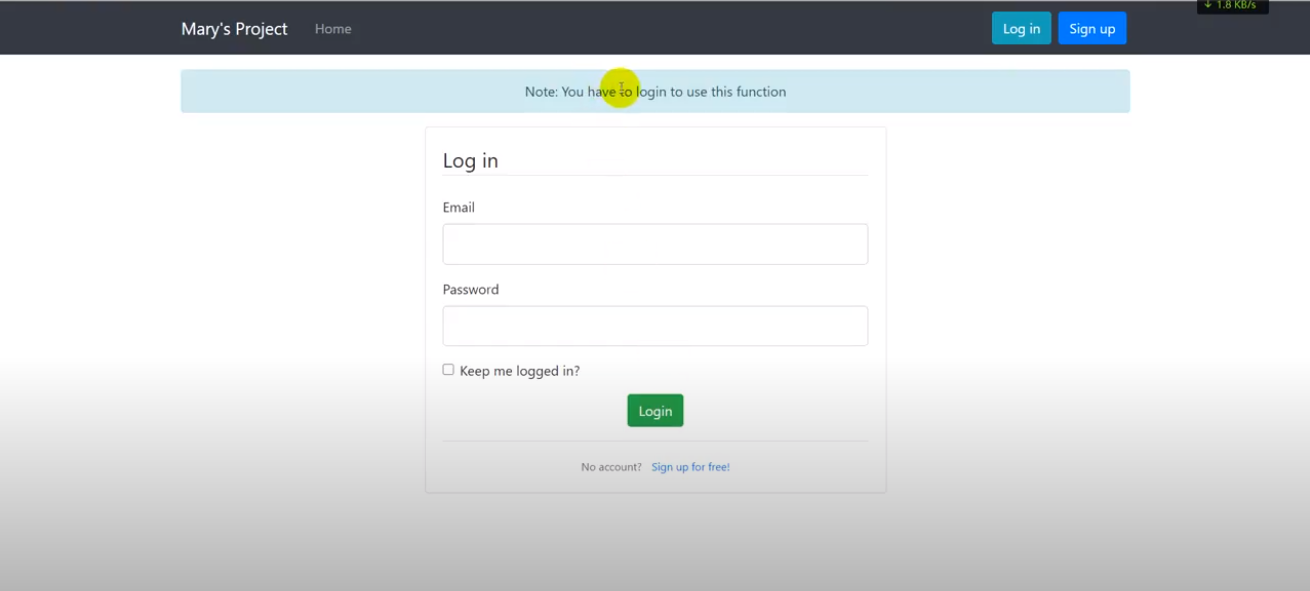 ↓ 1.8 KB/s
Mary's Project Home Log in Sign up
Note: You have to login to use this function
Log in
Email
Password
Keep me logged in?
Login
No account? Sign up for free!